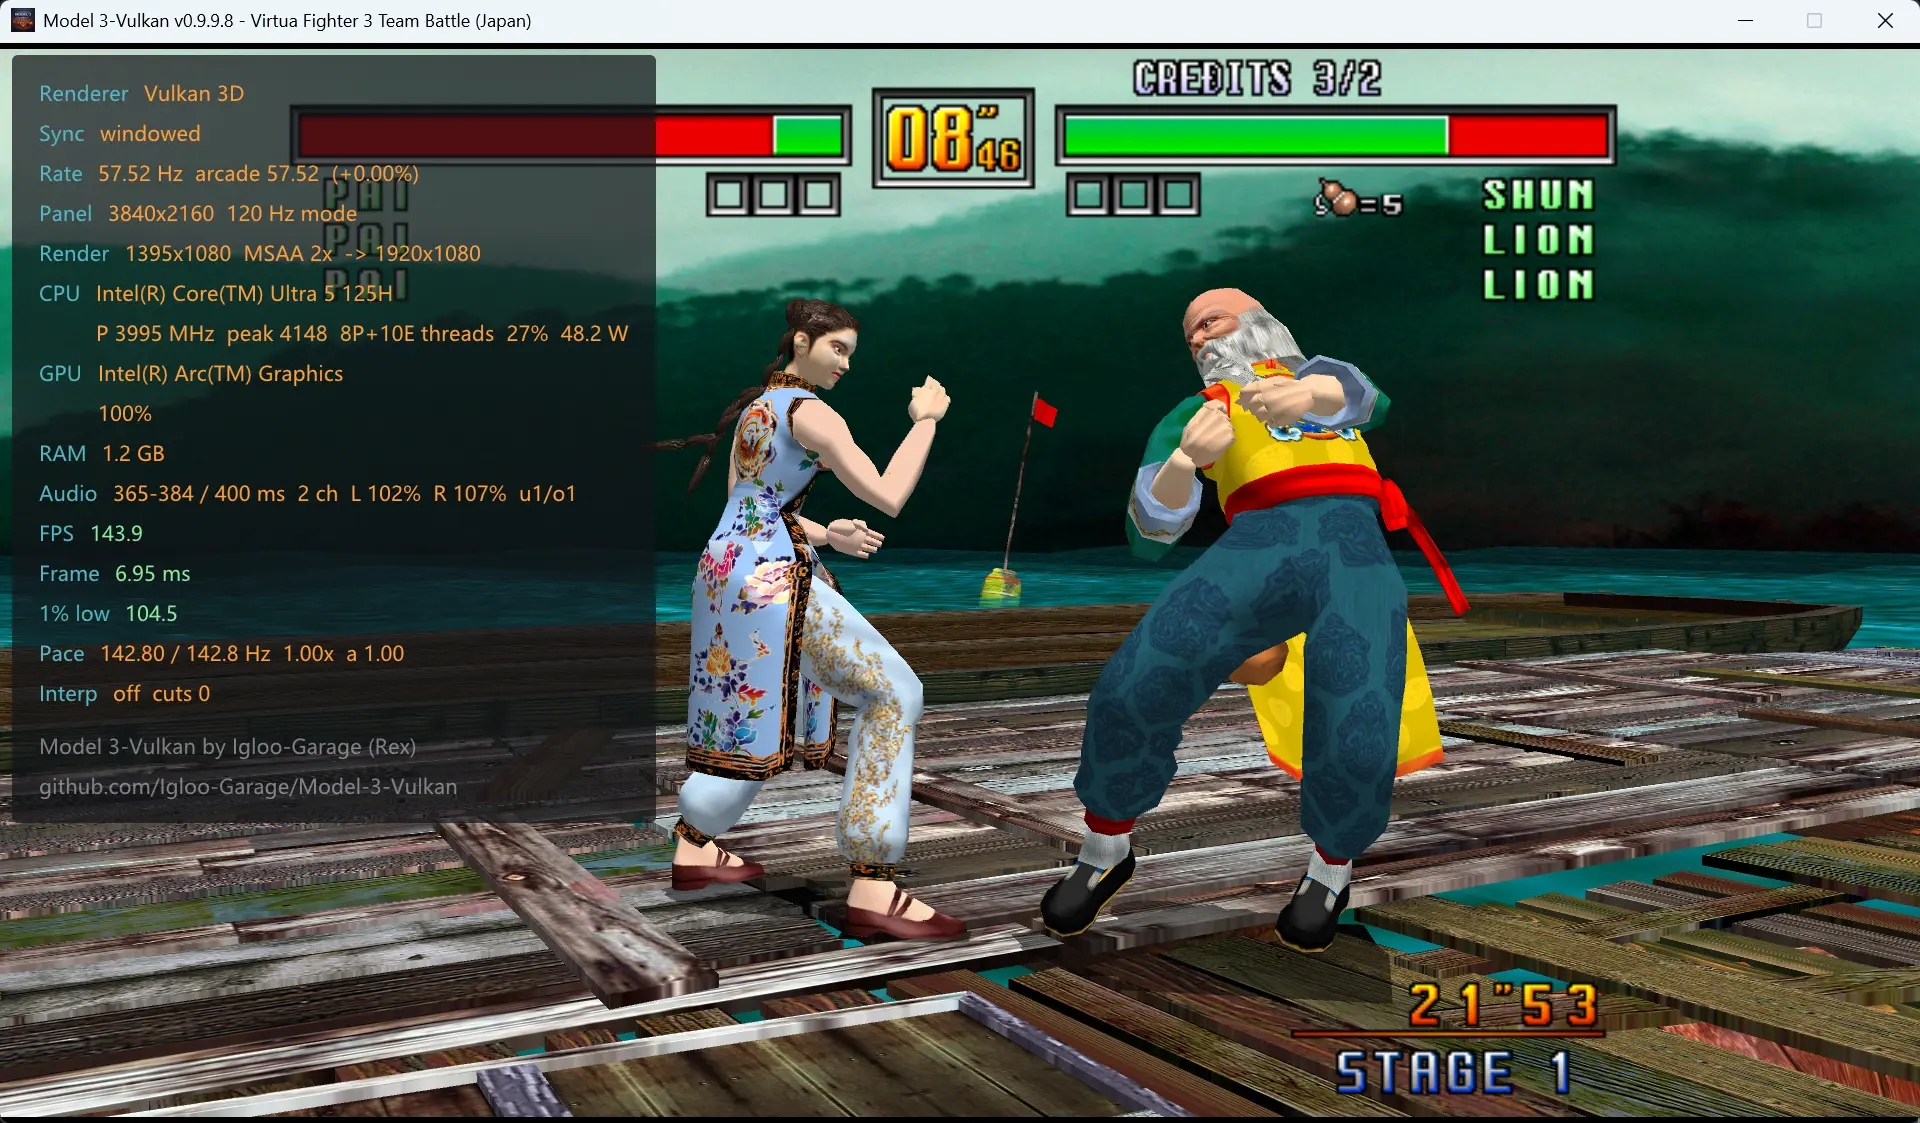 Model 3-Vulkan v0.9.9.8 - Virtua Fighter 3 Team Battle (Japan)
Renderer Vulkan 3D
Sync windowed
Rate 57.52 Hz arcade 57.52 (+0.00%)
Panel 3840x2160 120 Hz mode
Render 1395x1080 MSAA 2x -> 1920x1080
CPU Intel(R) Core(TM) Ultra 5 125H
P 3995 MHz peak 4148 8P+10E threads 27% 48.2 W
GPU Intel(R) Arc(TM) Graphics
100%
RAM 1.2 GB
Audio 365-384 / 400 ms 2 ch L 102% R 107% u1/o1
FPS 143.9
Frame 6.95 ms
1% low 104.5
Pace 142.80 / 142.8 Hz 1.00x a 1.00
Interp off cuts 0
Model 3-Vulkan by Igloo-Garage (Rex)
github.com/Igloo-Garage/Model-3-Vulkan
PAI
PAI
PAI
08"46
CREDITS 3/2
=5
SHUN
LION
LION
21"53
STAGE 1